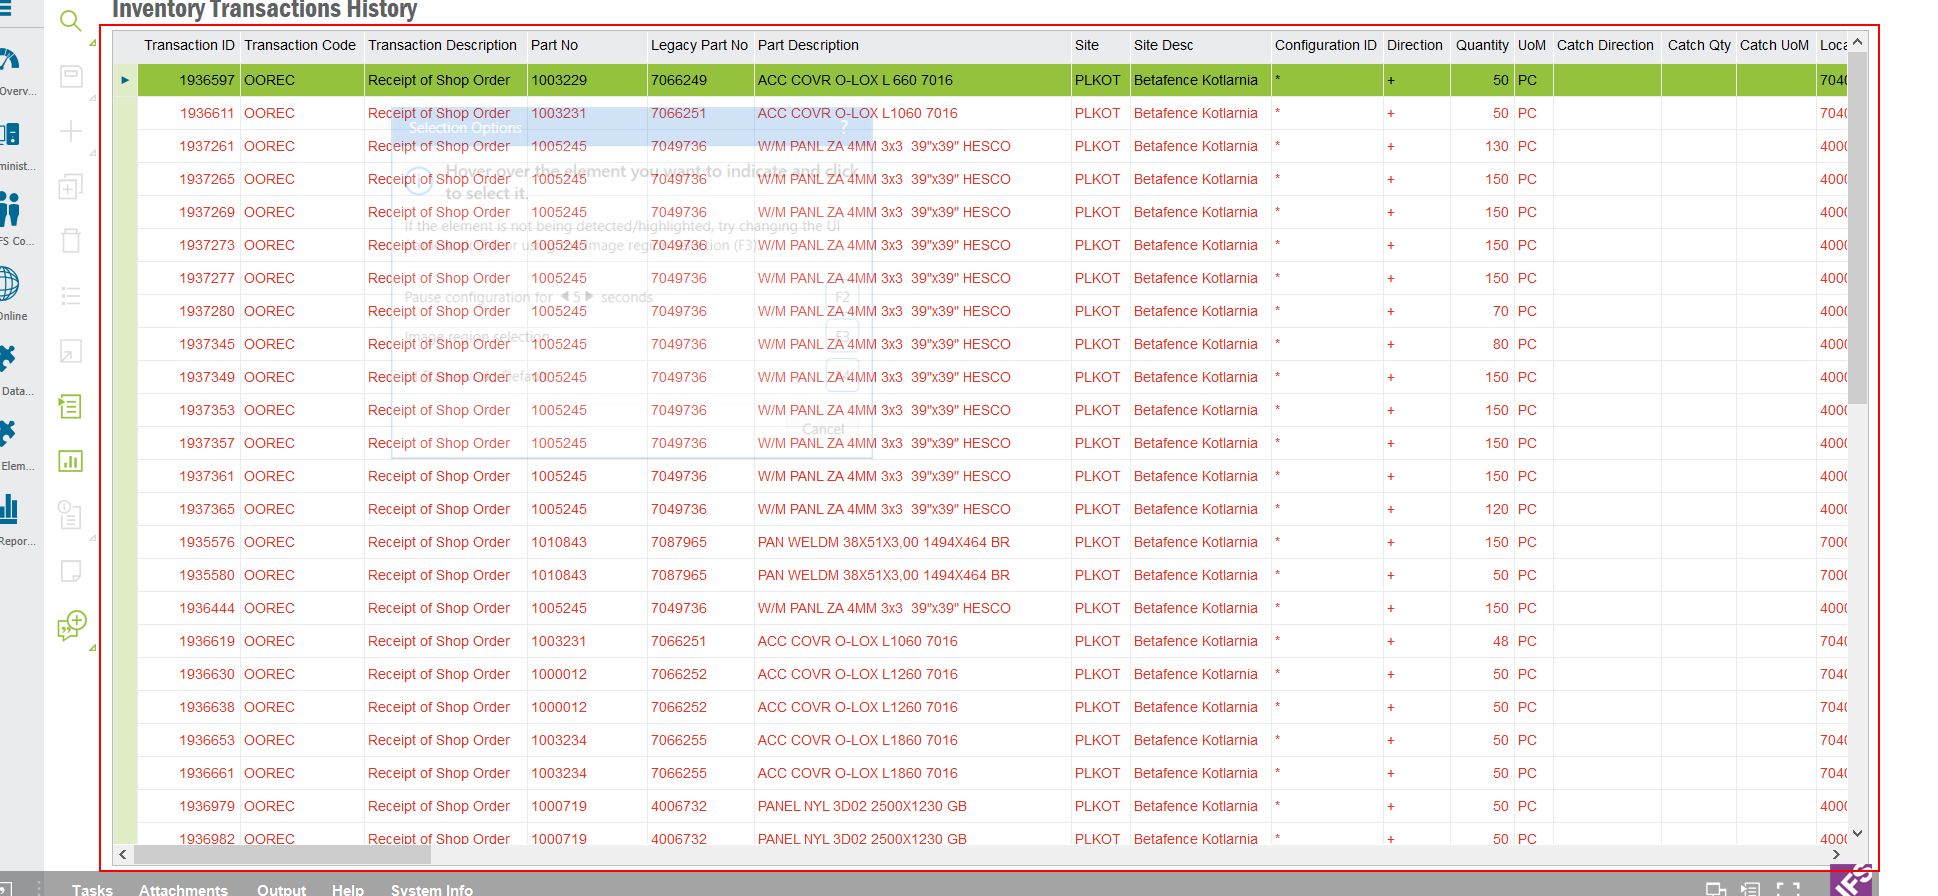 Inventory Transactions History
Transaction ID Transaction Code Transaction Description Part No Legacy Part No Part Description Site Site Desc Configuration ID Direction Quantity UoM Catch Direction Catch Qty Catch UoM Loca
1936597 OOREC Receipt of Shop Order 1003229 7066249 ACC COVR O-LOX L 660 7016 PLKOT Betafence Kotlarnia * + 50 PC 704(
1936611 OOREC Receipt of Shop Order 1003231 7066251 ACC COVR O-LOX L1060 7016 PLKOT Betafence Kotlarnia * + 50 PC 704(
1937261 OOREC Receipt of Shop Order 1005245 7049736 W/M PANL ZA 4MM 3x3 39"x39" HESCO PLKOT Betafence Kotlarnia * + 130 PC 400(
1937265 OOREC Receipt of Shop Order 1005245 7049736 W/M PANL ZA 4MM 3x3 39"x39" HESCO PLKOT Betafence Kotlarnia * + 150 PC 400(
1937269 OOREC Receipt of Shop Order 1005245 7049736 W/M PANL ZA 4MM 3x3 39"x39" HESCO PLKOT Betafence Kotlarnia * + 150 PC 400(
1937273 OOREC Receipt of Shop Order 1005245 7049736 W/M PANL ZA 4MM 3x3 39"x39" HESCO PLKOT Betafence Kotlarnia * + 150 PC 400(
1937277 OOREC Receipt of Shop Order 1005245 7049736 W/M PANL ZA 4MM 3x3 39"x39" HESCO PLKOT Betafence Kotlarnia * + 150 PC 400(
1937280 OOREC Receipt of Shop Order 1005245 7049736 W/M PANL ZA 4MM 3x3 39"x39" HESCO PLKOT Betafence Kotlarnia * + 70 PC 400(
1937345 OOREC Receipt of Shop Order 1005245 7049736 W/M PANL ZA 4MM 3x3 39"x39" HESCO PLKOT Betafence Kotlarnia * + 80 PC 400(
1937349 OOREC Receipt of Shop Order 1005245 7049736 W/M PANL ZA 4MM 3x3 39"x39" HESCO PLKOT Betafence Kotlarnia * + 150 PC 400(
1937353 OOREC Receipt of Shop Order 1005245 7049736 W/M PANL ZA 4MM 3x3 39"x39" HESCO PLKOT Betafence Kotlarnia * + 150 PC 400(
1937357 OOREC Receipt of Shop Order 1005245 7049736 W/M PANL ZA 4MM 3x3 39"x39" HESCO PLKOT Betafence Kotlarnia * + 150 PC 400(
1937361 OOREC Receipt of Shop Order 1005245 7049736 W/M PANL ZA 4MM 3x3 39"x39" HESCO PLKOT Betafence Kotlarnia * + 150 PC 400(
1937365 OOREC Receipt of Shop Order 1005245 7049736 W/M PANL ZA 4MM 3x3 39"x39" HESCO PLKOT Betafence Kotlarnia * + 120 PC 400(
1935576 OOREC Receipt of Shop Order 1010843 7087965 PAN WELDM 38X51X3,00 1494X464 BR PLKOT Betafence Kotlarnia * + 150 PC 700(
1935580 OOREC Receipt of Shop Order 1010843 7087965 PAN WELDM 38X51X3,00 1494X464 BR PLKOT Betafence Kotlarnia * + 50 PC 700(
1936444 OOREC Receipt of Shop Order 1005245 7049736 W/M PANL ZA 4MM 3x3 39"x39" HESCO PLKOT Betafence Kotlarnia * + 150 PC 400(
1936619 OOREC Receipt of Shop Order 1003231 7066251 ACC COVR O-LOX L1060 7016 PLKOT Betafence Kotlarnia * + 48 PC 704(
1936630 OOREC Receipt of Shop Order 1000012 7066252 ACC COVR O-LOX L1260 7016 PLKOT Betafence Kotlarnia * + 50 PC 704(
1936638 OOREC Receipt of Shop Order 1000012 7066252 ACC COVR O-LOX L1260 7016 PLKOT Betafence Kotlarnia * + 50 PC 704(
1936653 OOREC Receipt of Shop Order 1003234 7066255 ACC COVR O-LOX L1860 7016 PLKOT Betafence Kotlarnia * + 50 PC 704(
1936661 OOREC Receipt of Shop Order 1003234 7066255 ACC COVR O-LOX L1860 7016 PLKOT Betafence Kotlarnia * + 50 PC 704(
1936979 OOREC Receipt of Shop Order 1000719 4006732 PANEL NYL 3D02 2500X1230 GB PLKOT Betafence Kotlarnia * + 50 PC 400(
1936982 OOREC Receipt of Shop Order 1000719 4006732 PANEL NYL 3D02 2500X1230 GB PLKOT Betafence Kotlarnia * + 50 PC 400(
Selection Options ?
Hover over the element you want to indicate and click
to select it.
If the element is not being detected/highlighted, try changing the UI
image region selection (F3)
Pause configuration for 5 seconds F2
Image region selection F3
Cancel
Overv...
minist...
FS Co...
Online
Data...
Elem...
Repor...
Tasks Attachments Output Help System Info
IFS